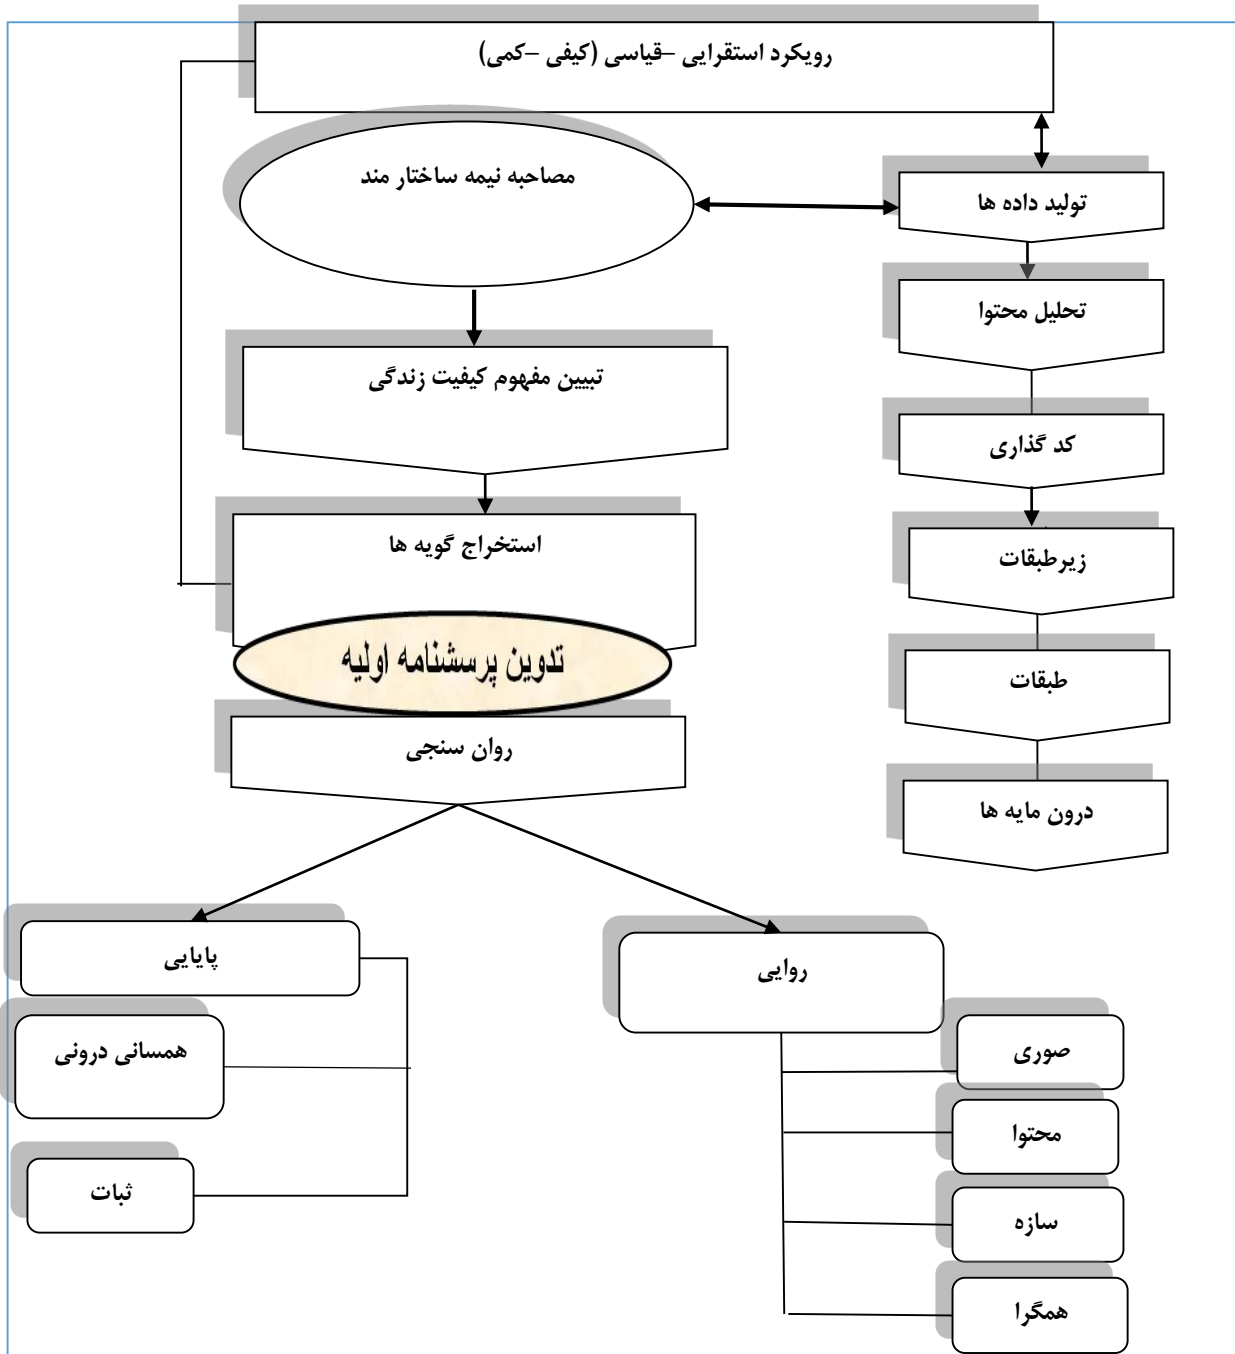 رویکرد استقرایی –قیاسی (کیفی –کمی)
مصاحبه نیمه ساختار مند
تولید داده ها
تحلیل محتوا
تبیین مفهوم کیفیت زندگی
کد گذاری
استخراج گویه ها
زیرطبقات
تدوین پرسشنامه اولیه
طبقات
روان سنجی
درون مایه ها
پایایی
روایی
همسانی درونی
صوری
محتوا
ثبات
سازه
همگرا